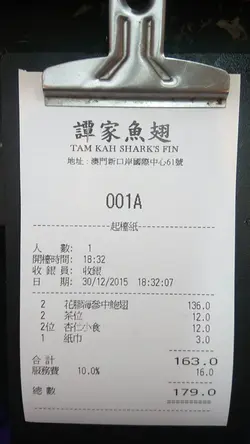 譚家魚翅
TAM KAH SHARK'S FIN
地址：澳門新口岸國際中心61號
001A
起檯紙
人 數: 1
開檯時間: 18:32
收 銀 員: 收銀
日 期: 30/12/2015 18:32:07
2 花膠海參中鮑翅 136.0
2 茶位 12.0
2位 杏仁小食 12.0
1 紙巾 3.0
合計 163.0
服務費 10.0% 16.0
總數 179.0